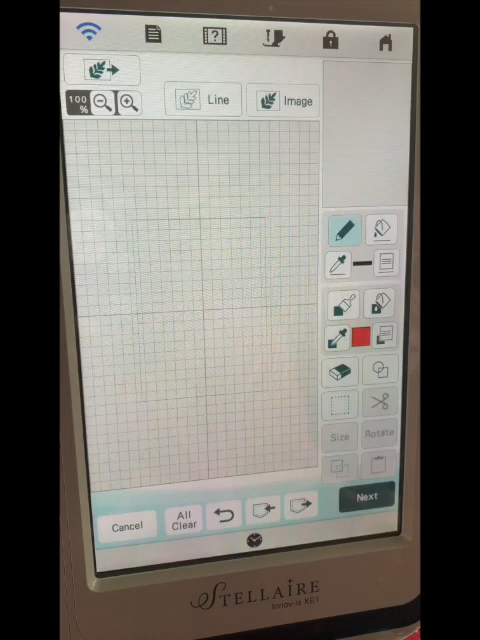 ?
100
%
Line
Image
Size
Rotate
Cancel
All
Clear
Next
STELLAIRE
Innov-is XE1